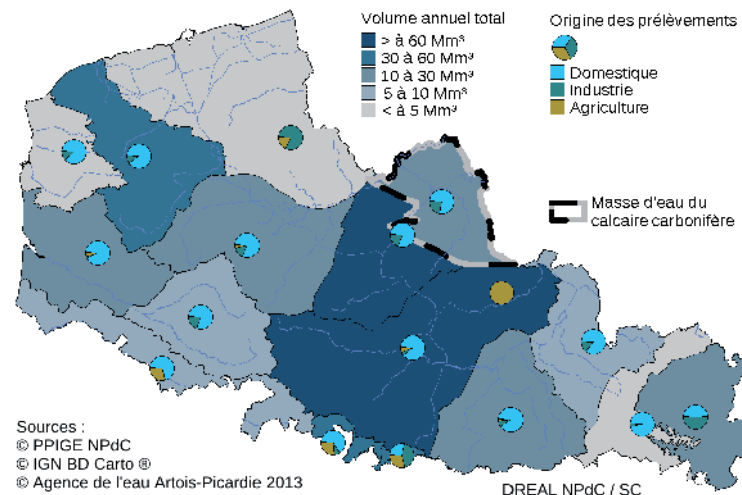 Volume annuel total
> à 60 Mm³
30 à 60 Mm³
10 à 30 Mm³
5 à 10 Mm³
< à 5 Mm³
Origine des prélèvements
Domestique
Industrie
Agriculture
Masse d'eau du
calcaire carbonifère
Sources :
© PPIGE NPdC
© IGN BD Carto ®
© Agence de l'eau Artois-Picardie 2013
DREAL NPdC / SC